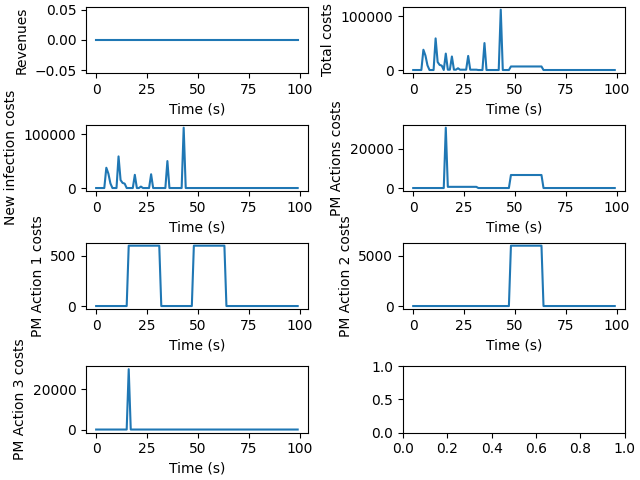 Revenues
0.05
0.00
−0.05
0 25 50 75 100
Time (s)
Total costs
100000
0
0 25 50 75 100
Time (s)
New infection costs
100000
0
0 25 50 75 100
Time (s)
PM Actions costs
20000
0
0 25 50 75 100
Time (s)
PM Action 1 costs
500
0
0 25 50 75 100
Time (s)
PM Action 2 costs
5000
0
0 25 50 75 100
Time (s)
PM Action 3 costs
20000
0
0 25 50 75 100
Time (s)
1.0
0.5
0.0
0.0 0.2 0.4 0.6 0.8 1.0